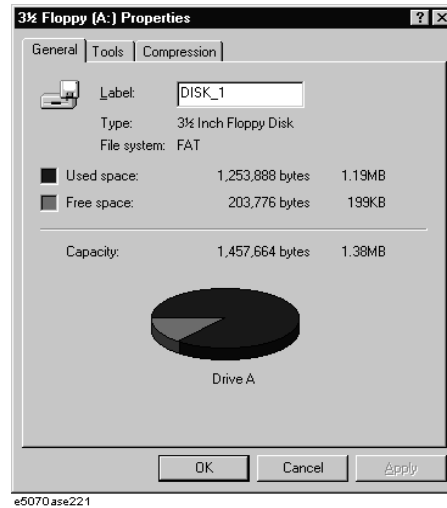 3½ Floppy (A:) Properties
General Tools Compression
Label: DISK_1
Type: 3½ Inch Floppy Disk
File system: FAT
Used space: 1,253,888 bytes 1.19MB
Free space: 203,776 bytes 199KB
Capacity: 1,457,664 bytes 1.38MB
Drive A
OK Cancel Apply
e5070ase221